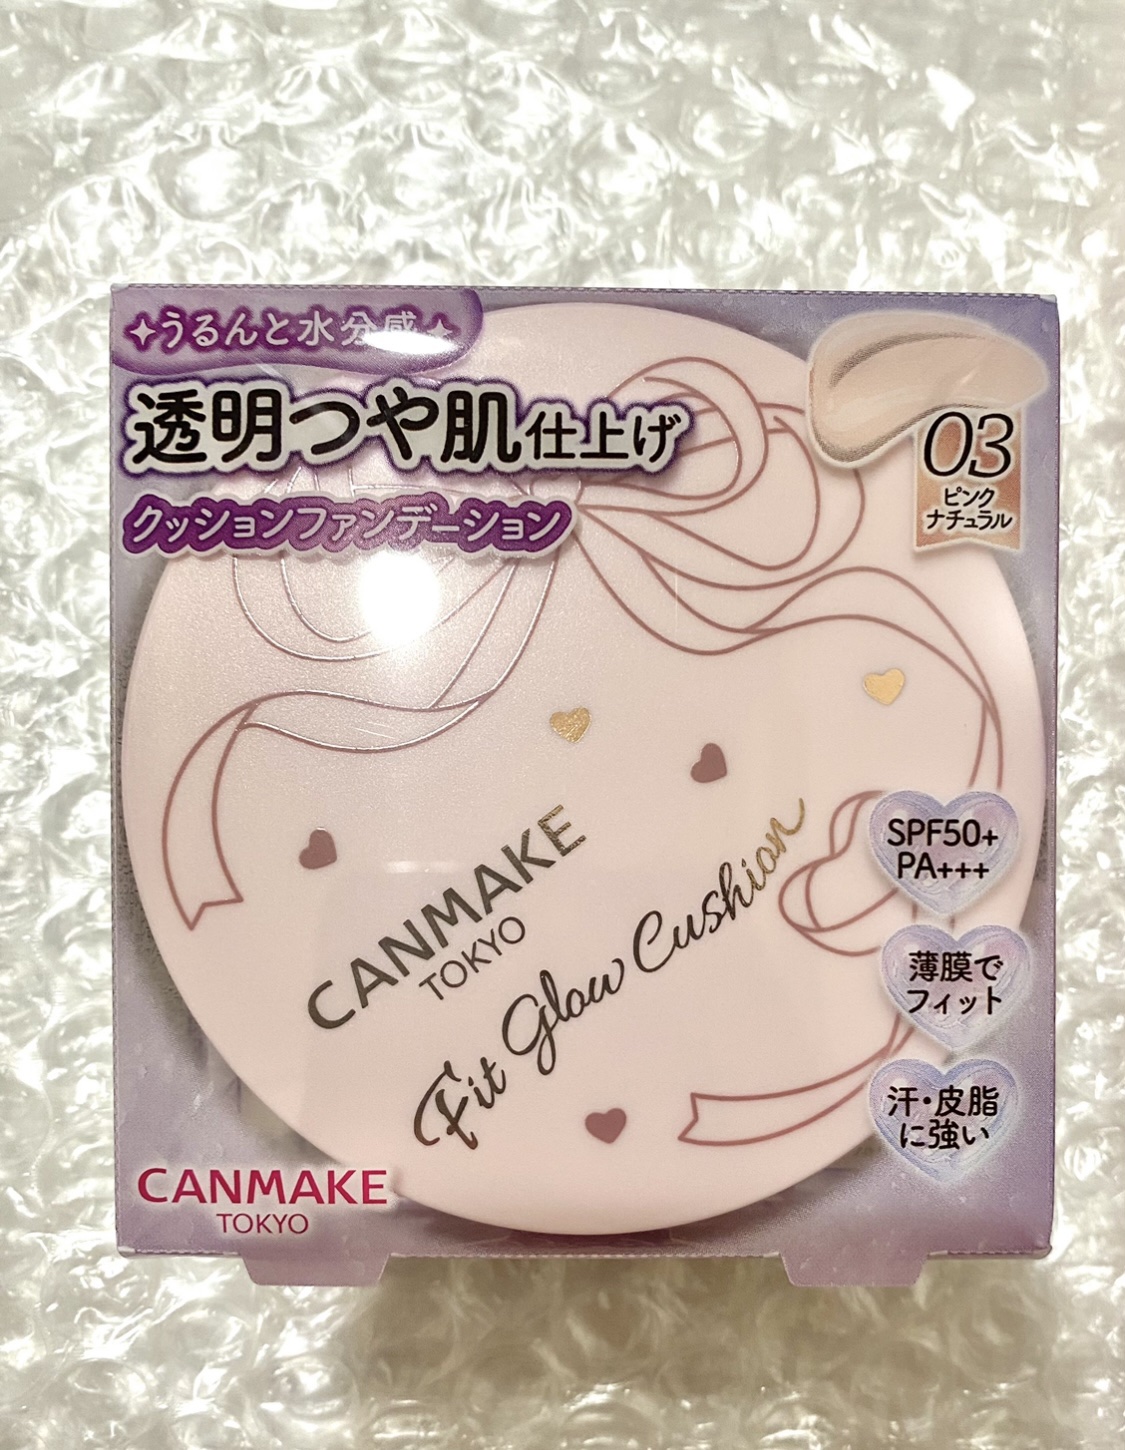 うるんと水分感
透明つや肌仕上げ
クッションファンデーション
03
ピンク
ナチュラル
CANMAKE
TOKYO
Fit Glow Cushion
SPF50+
PA+++
薄膜で
フィット
汗・皮脂
に強い
CANMAKE
TOKYO